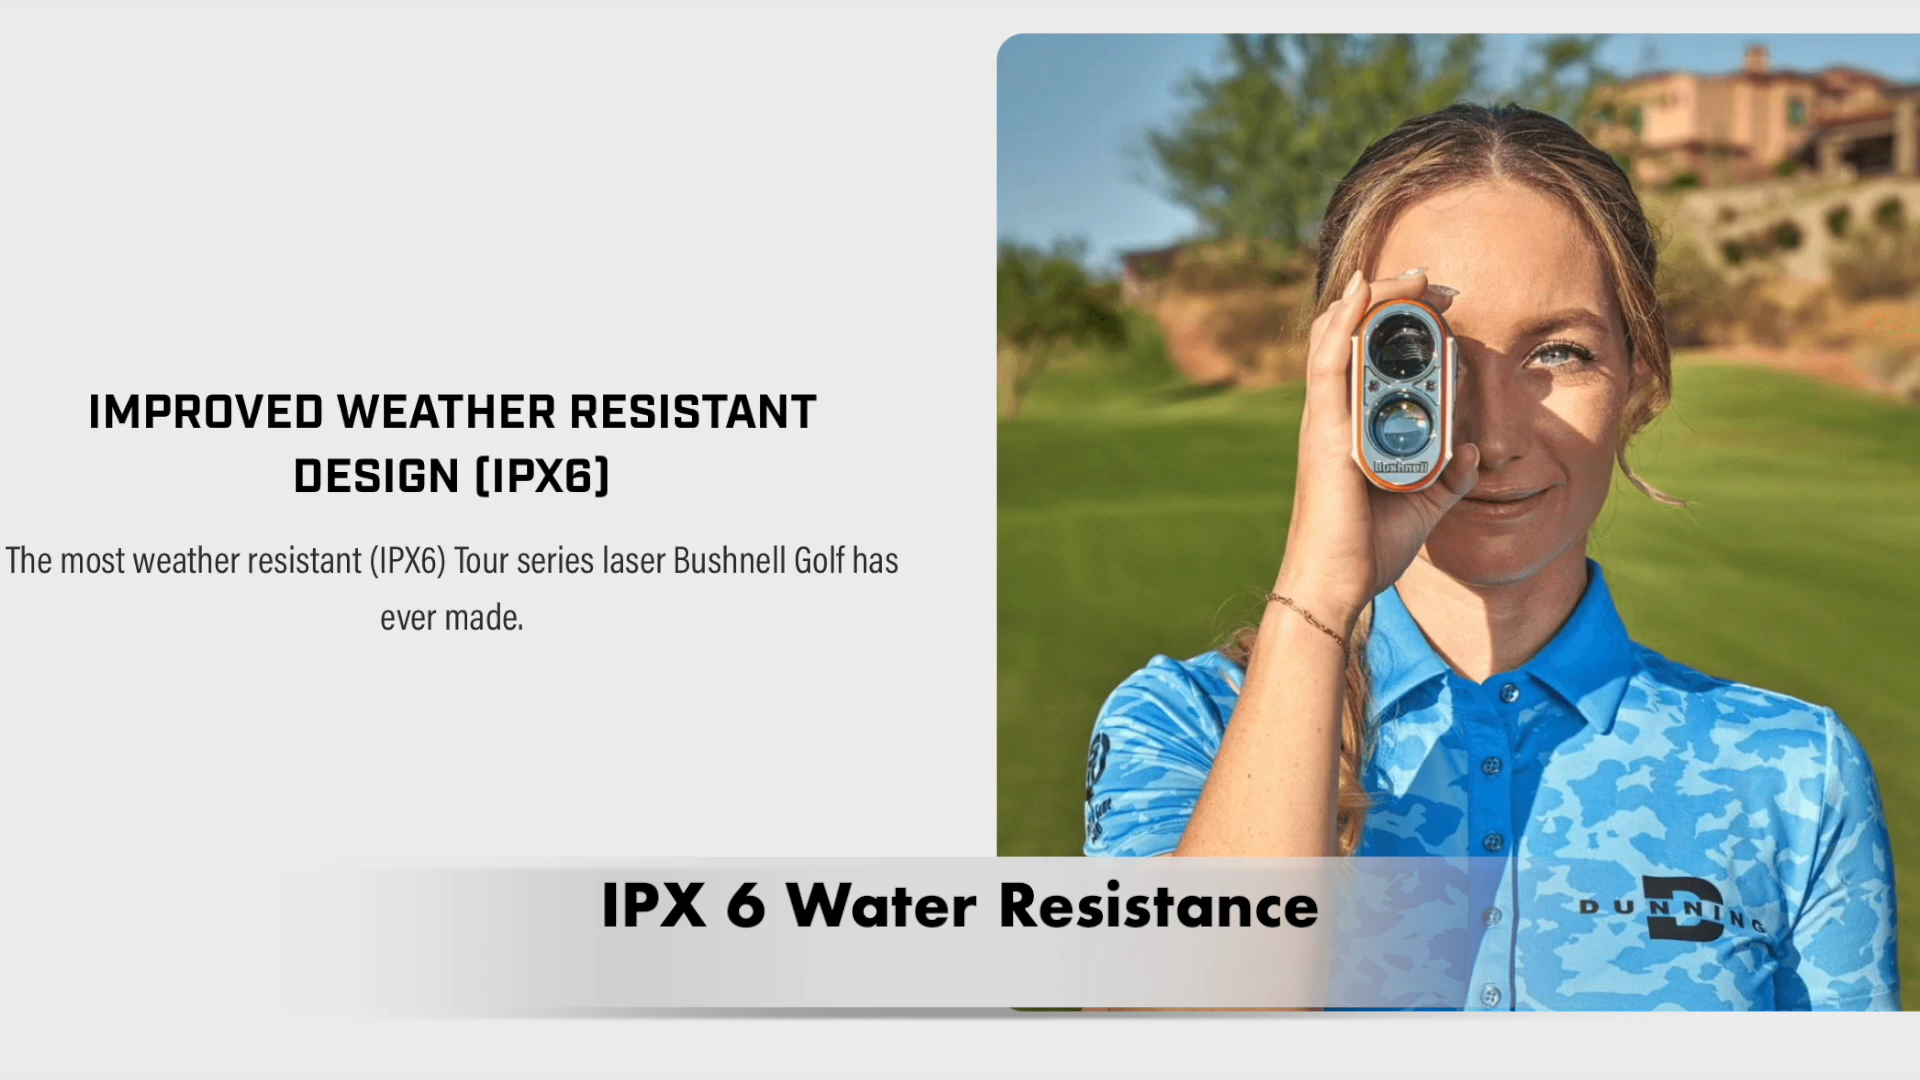 IMPROVED WEATHER RESISTANT
DESIGN (IPX6)
The most weather resistant (IPX6) Tour series laser Bushnell Golf has
ever made.
Bushnell
DUNNING
IPX 6 Water Resistance